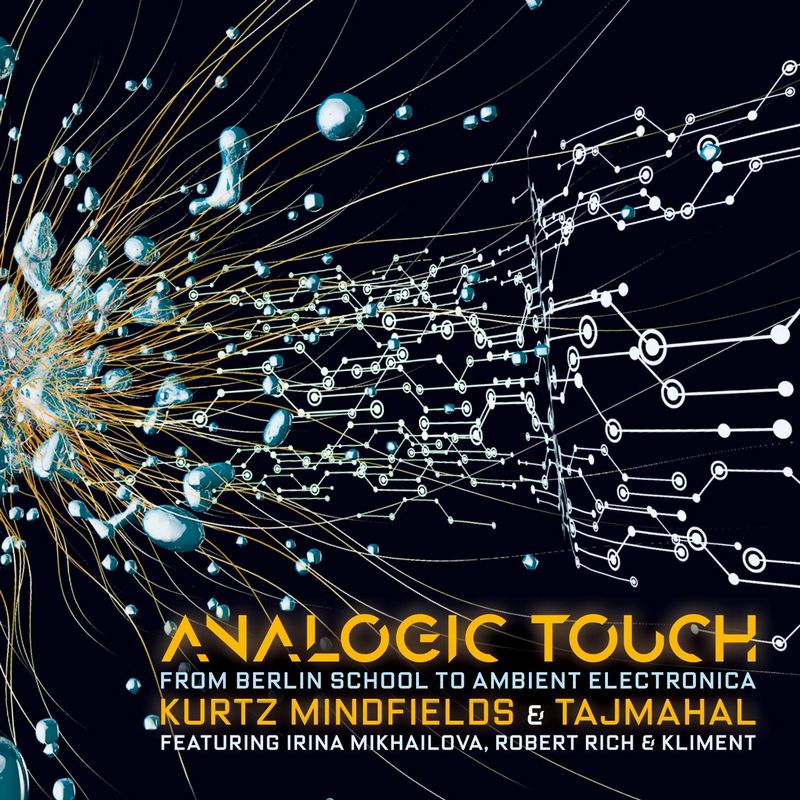 ANALOGIC TOUCH
FROM BERLIN SCHOOL TO AMBIENT ELECTRONICA
KURTZ MINDFIELDS & TAJMAHAL
FEATURING IRINA MIKHAILOVA, ROBERT RICH & KLIMENT